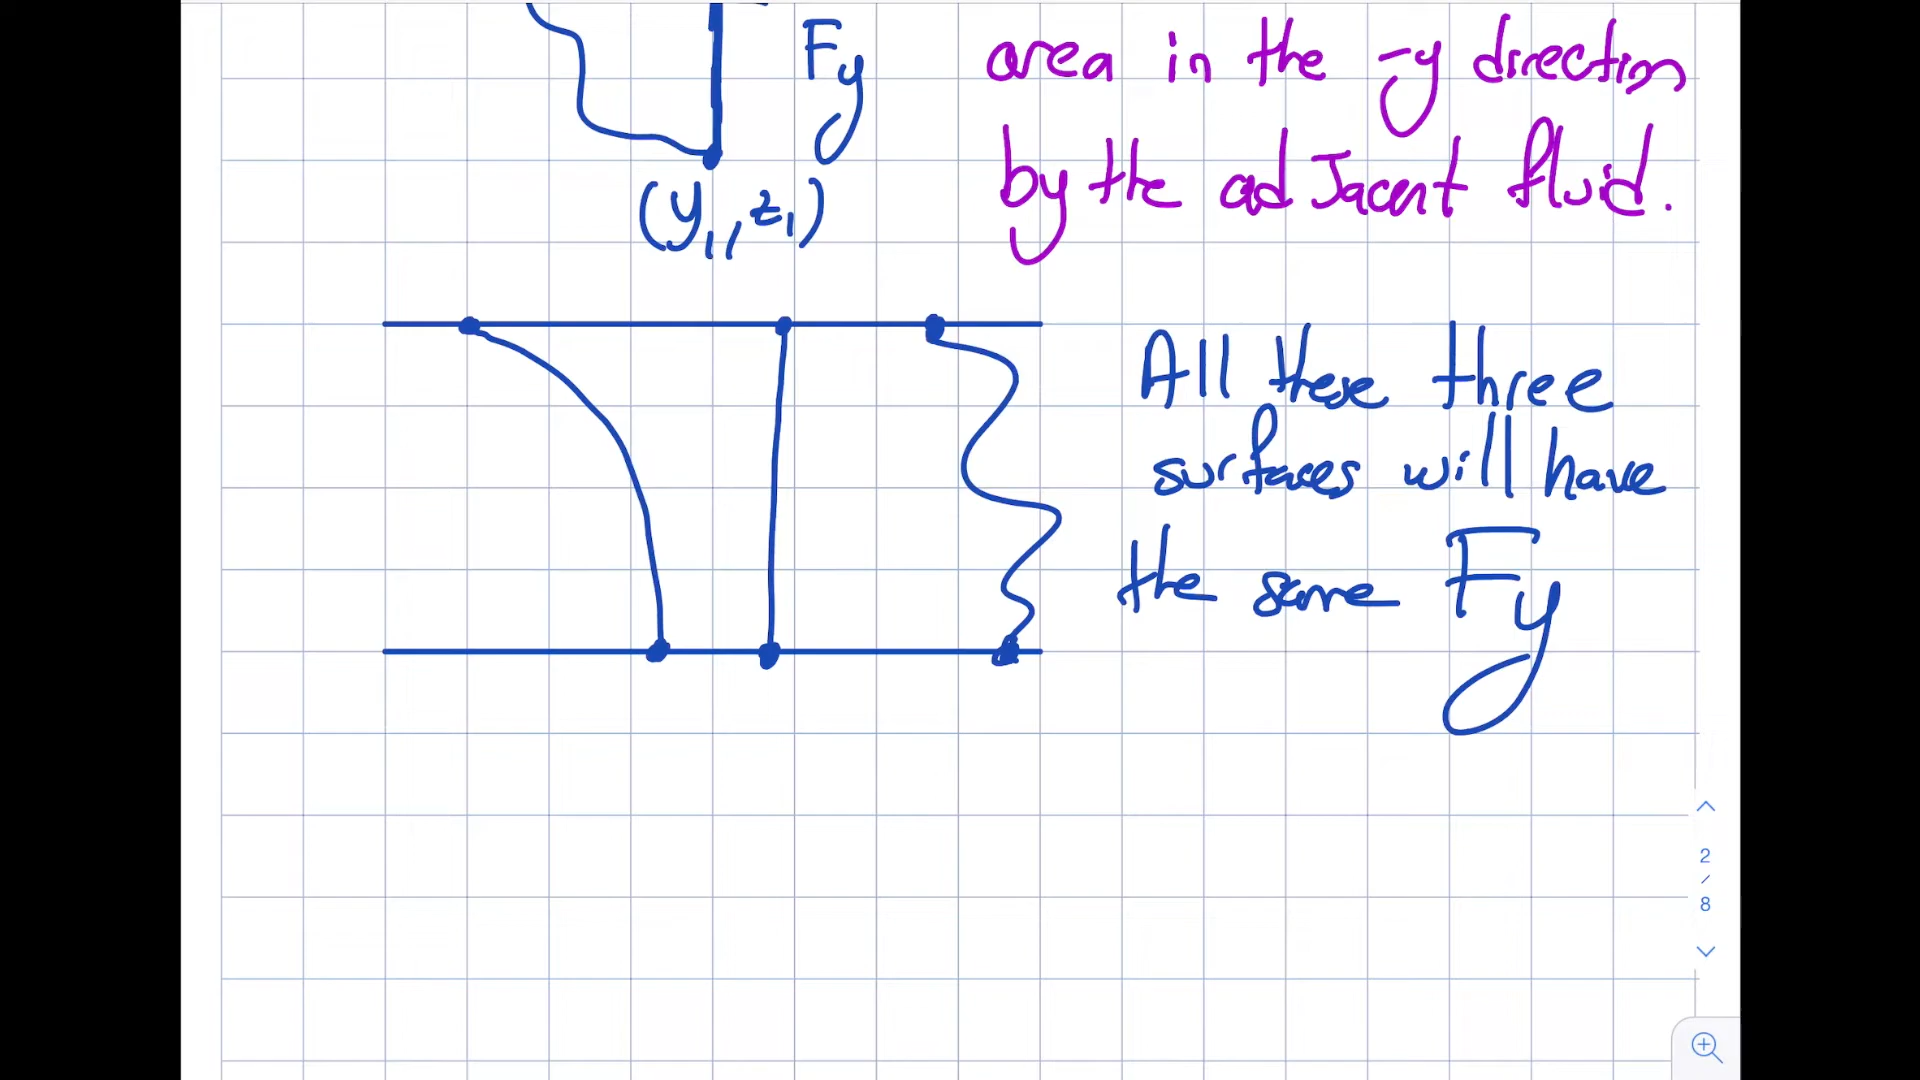 Fy
(y₁, z₁)
area in the -y direction
by the adJacent fluid.
All these three
surfaces will have
the same Fy
2
/
8